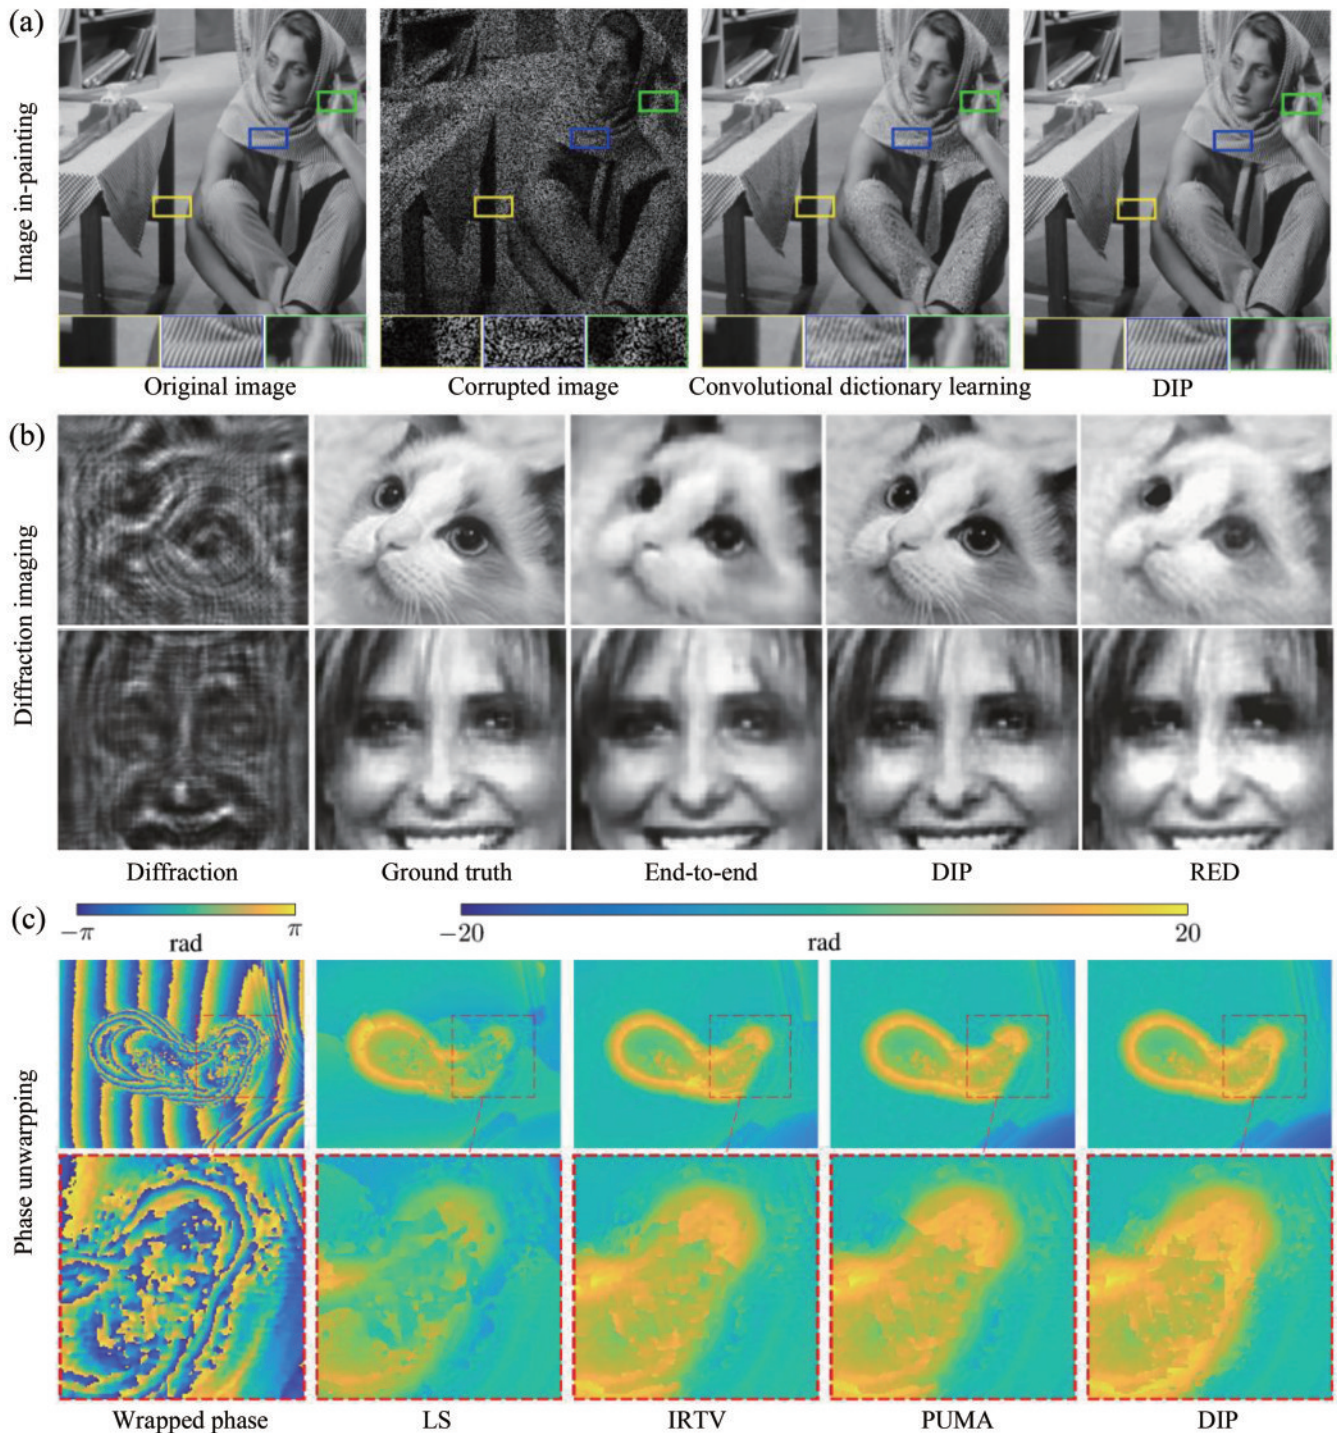 (a)
Image in-painting
Original image
Corrupted image
Convolutional dictionary learning
DIP
(b)
Diffraction imaging
Diffraction
Ground truth
End-to-end
DIP
RED
(c)
−π
rad
π
−20
rad
20
Phase unwrapping
Wrapped phase
LS
IRTV
PUMA
DIP